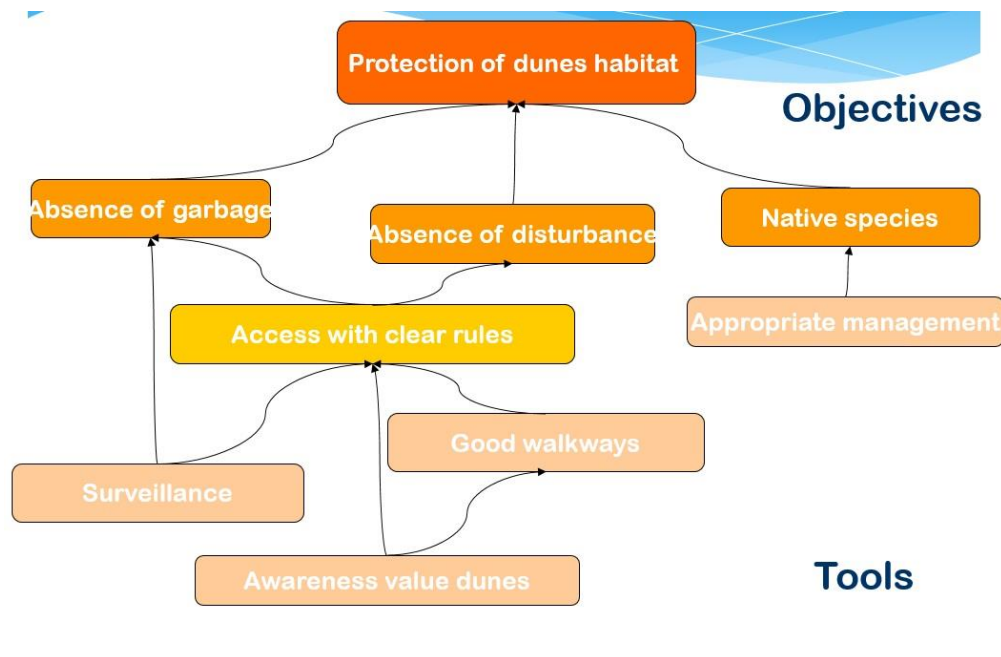 Protection of dunes habitat
Objectives
Absence of garbage
Absence of disturbance
Native species
Access with clear rules
Appropriate management
Good walkways
Surveillance
Awareness value dunes
Tools